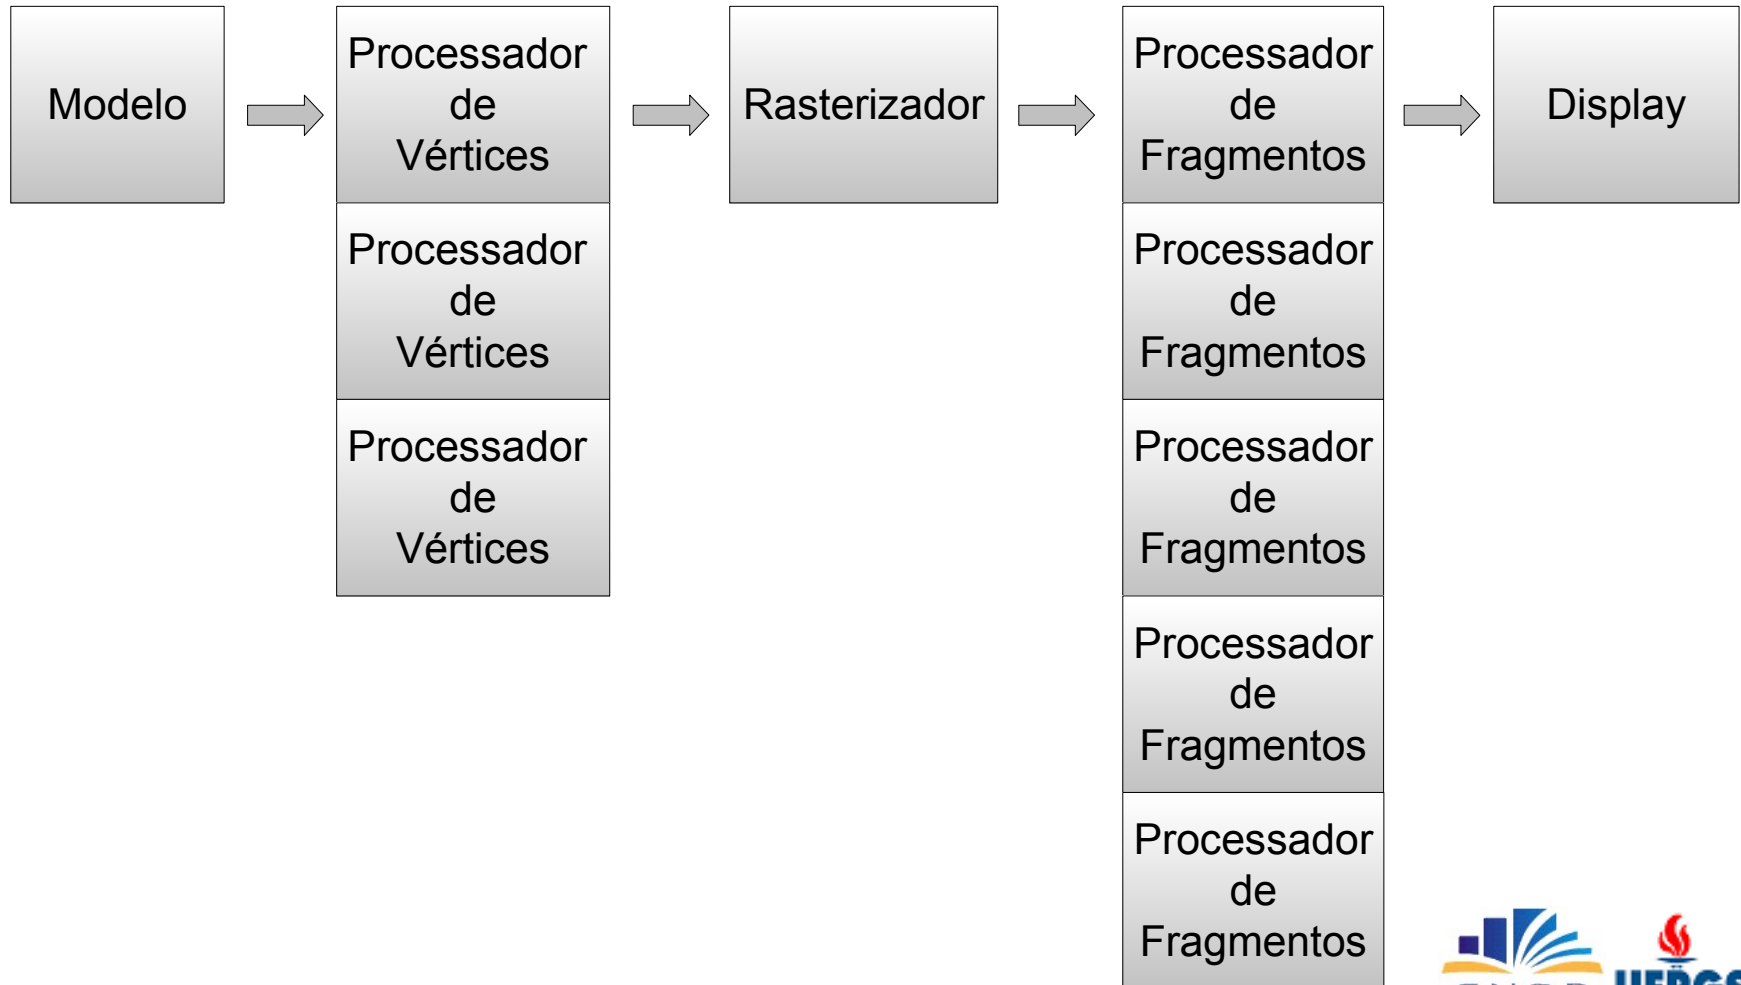 Modelo
Processador
de
Vértices
Processador
de
Vértices
Processador
de
Vértices
Rasterizador
Processador
de
Fragmentos
Processador
de
Fragmentos
Processador
de
Fragmentos
Processador
de
Fragmentos
Processador
de
Fragmentos
Display
UFRGS